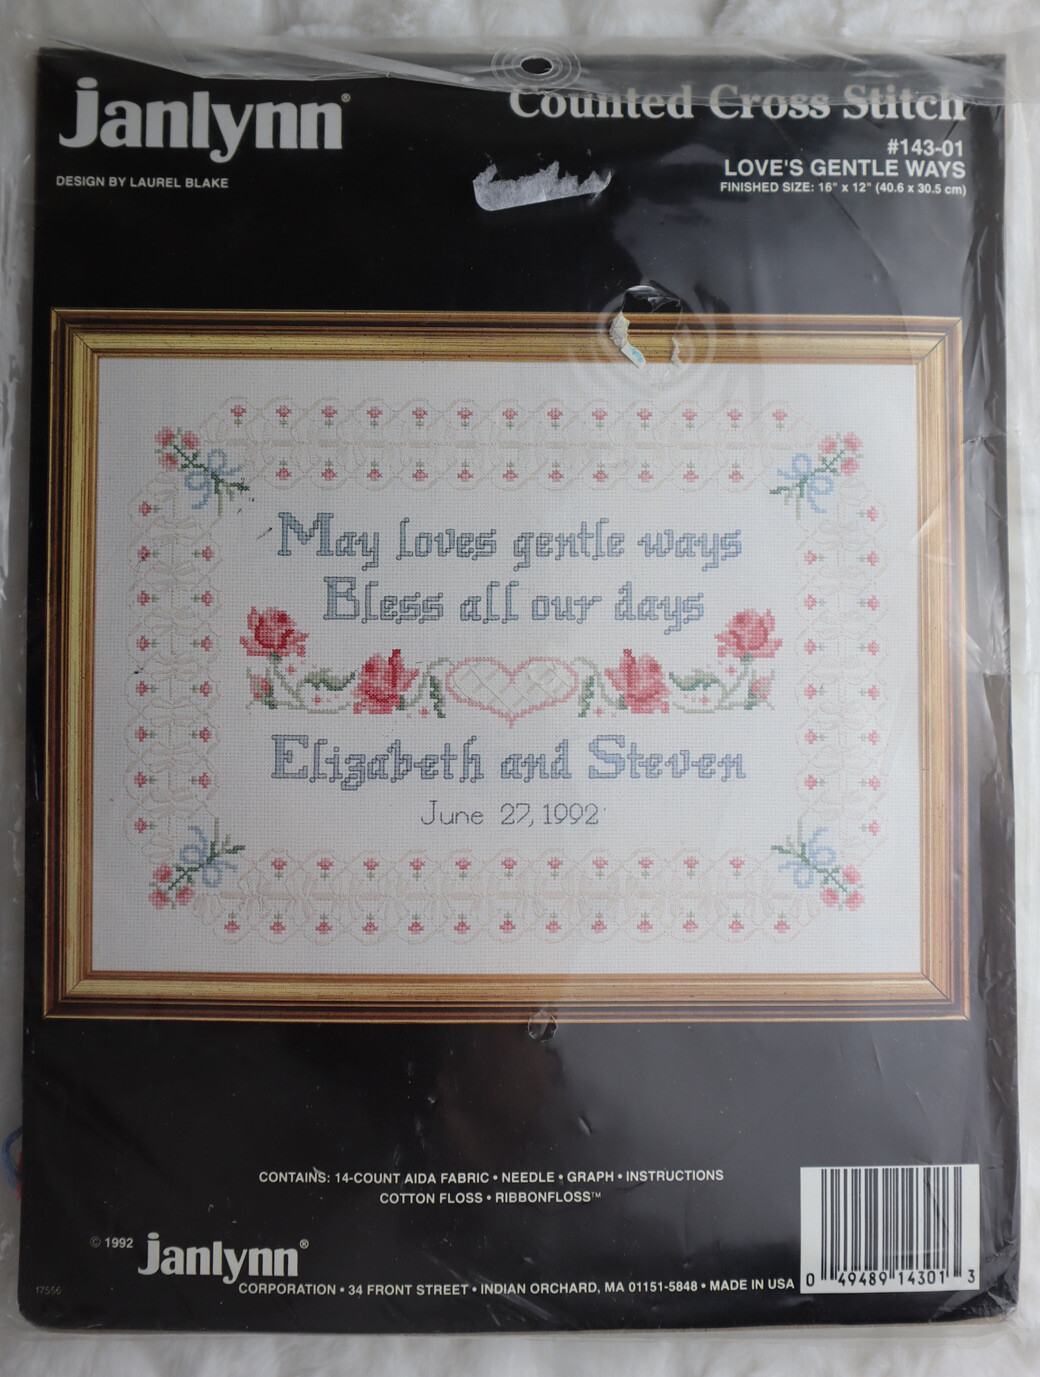 janlynn®
Counted Cross Stitch
#143-01
LOVE'S GENTLE WAYS
FINISHED SIZE: 16" x 12" (40.6 x 30.5 cm)
DESIGN BY LAUREL BLAKE
May loves gentle ways
Bless all our days
Elizabeth and Steven
June 27, 1992
CONTAINS: 14-COUNT AIDA FABRIC • NEEDLE • GRAPH • INSTRUCTIONS
COTTON FLOSS • RIBBONFLOSS™
© 1992 janlynn®
CORPORATION • 34 FRONT STREET • INDIAN ORCHARD, MA 01151-5848 • MADE IN USA
17556
0 49489 14301 3